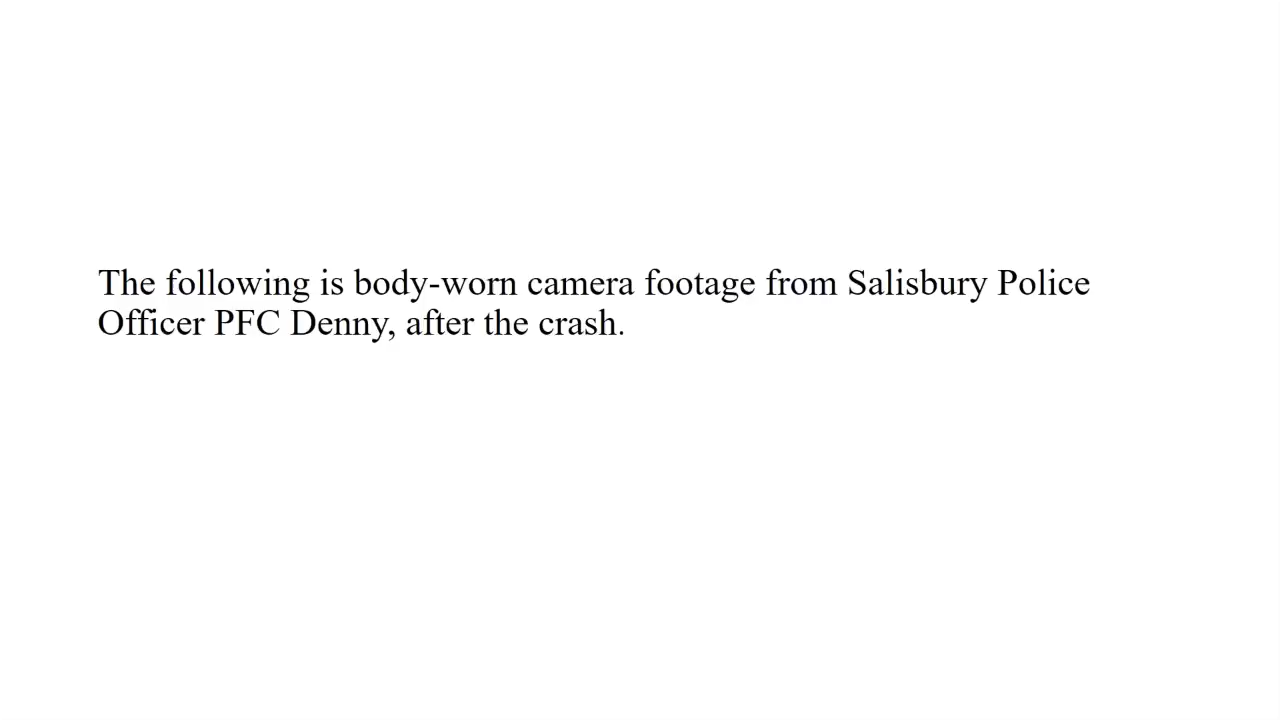 The following is body-worn camera footage from Salisbury Police
Officer PFC Denny, after the crash.